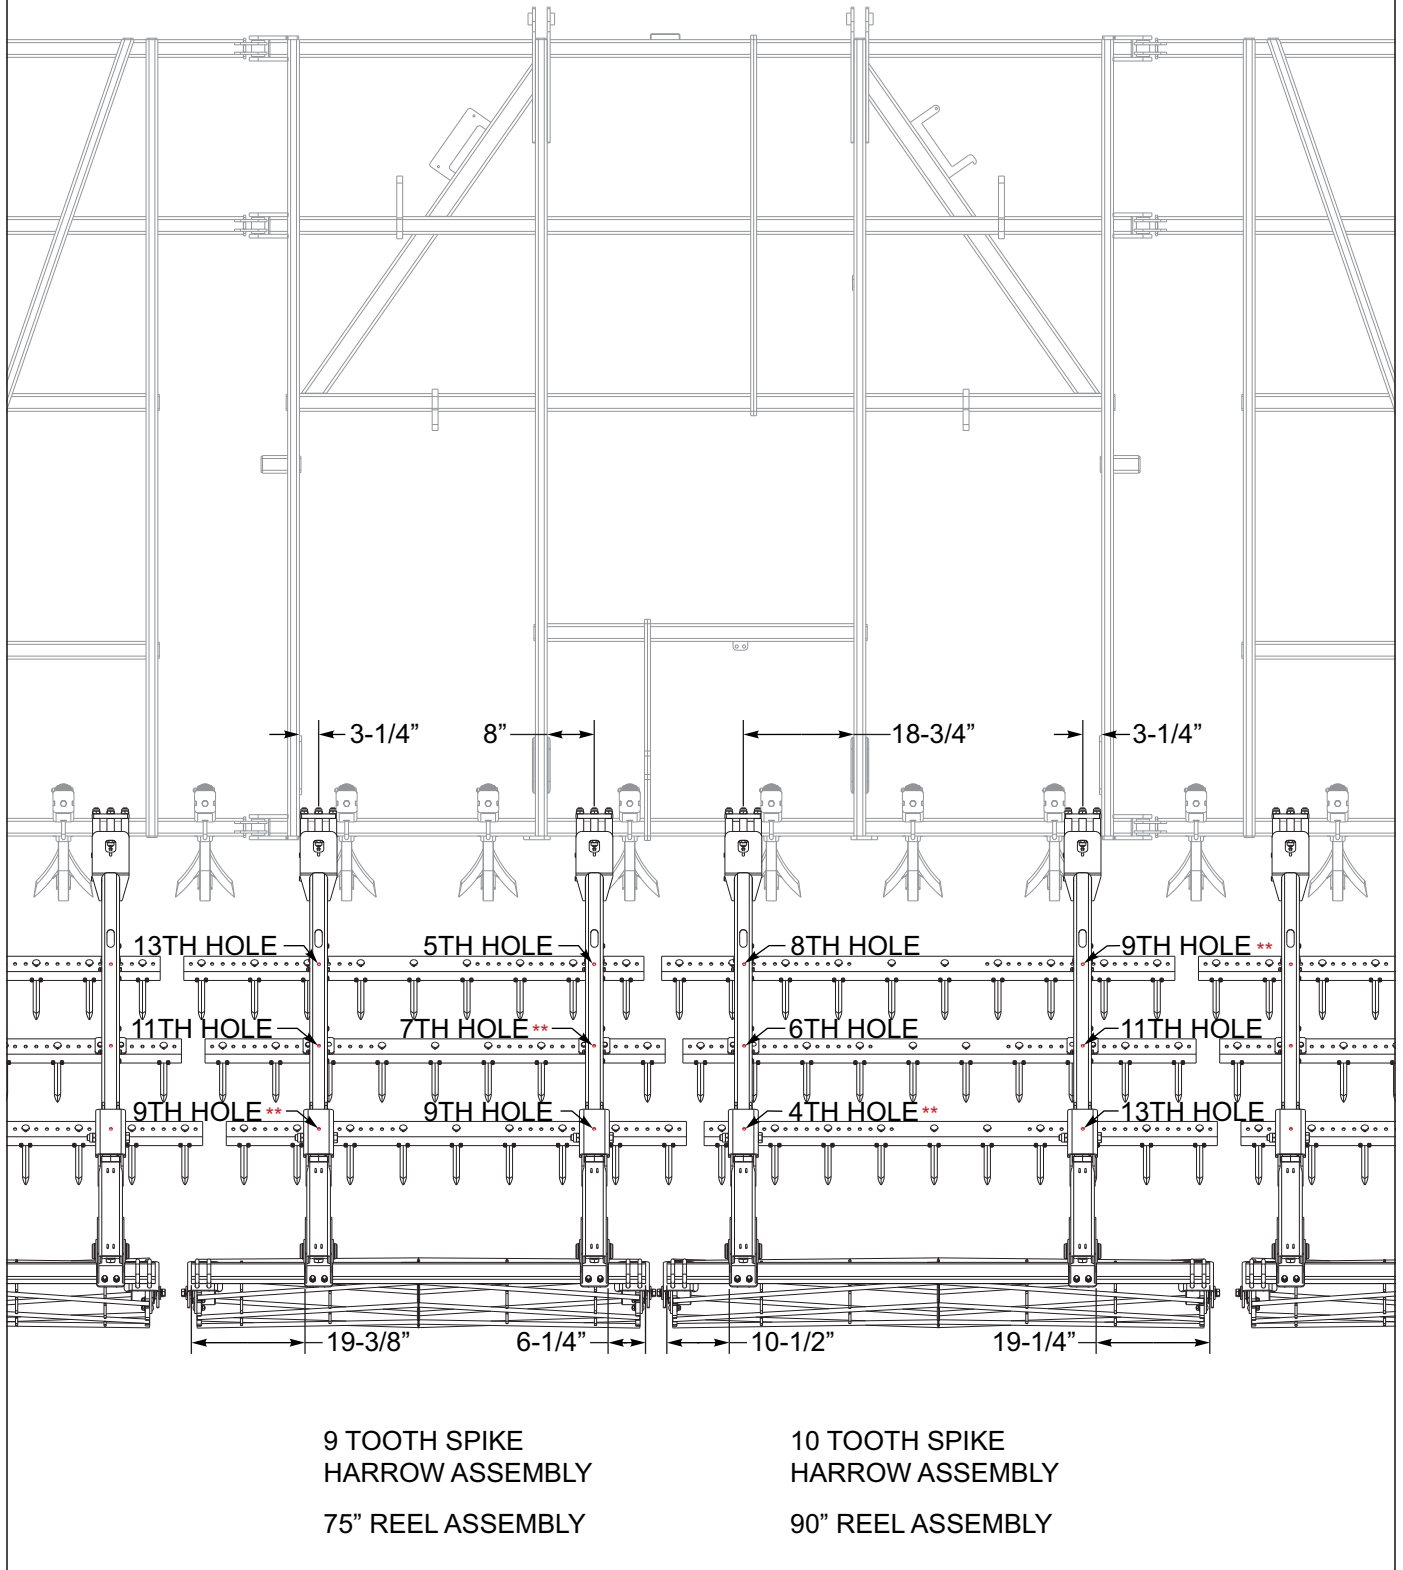 3-1/4” 8” 18-3/4” 3-1/4”
13TH HOLE 5TH HOLE 8TH HOLE 9TH HOLE **
11TH HOLE 7TH HOLE ** 6TH HOLE 11TH HOLE
9TH HOLE ** 9TH HOLE 4TH HOLE ** 13TH HOLE
19-3/8” 6-1/4” 10-1/2” 19-1/4”
9 TOOTH SPIKE
HARROW ASSEMBLY
75” REEL ASSEMBLY
10 TOOTH SPIKE
HARROW ASSEMBLY
90” REEL ASSEMBLY